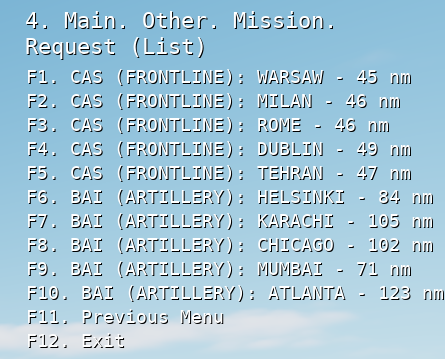 4. Main. Other. Mission.
Request (List)
F1. CAS (FRONTLINE): WARSAW - 45 nm
F2. CAS (FRONTLINE): MILAN - 46 nm
F3. CAS (FRONTLINE): ROME - 46 nm
F4. CAS (FRONTLINE): DUBLIN - 49 nm
F5. CAS (FRONTLINE): TEHRAN - 47 nm
F6. BAI (ARTILLERY): HELSINKI - 84 nm
F7. BAI (ARTILLERY): KARACHI - 105 nm
F8. BAI (ARTILLERY): CHICAGO - 102 nm
F9. BAI (ARTILLERY): MUMBAI - 71 nm
F10. BAI (ARTILLERY): ATLANTA - 123 nm
F11. Previous Menu
F12. Exit